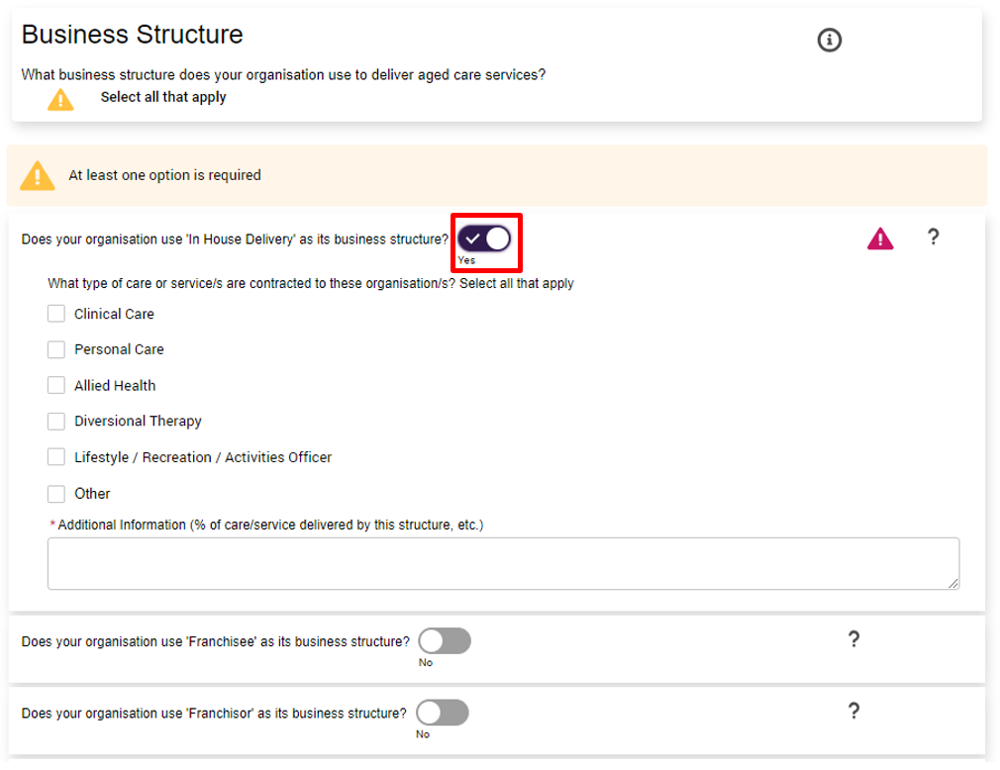 Business Structure
What business structure does your organisation use to deliver aged care services?
Select all that apply
At least one option is required
Does your organisation use 'In House Delivery' as its business structure?
Yes
What type of care or service/s are contracted to these organisation/s? Select all that apply
Clinical Care
Personal Care
Allied Health
Diversional Therapy
Lifestyle / Recreation / Activities Officer
Other
* Additional Information (% of care/service delivered by this structure, etc.)
Does your organisation use 'Franchisee' as its business structure?
No
Does your organisation use 'Franchisor' as its business structure?
No